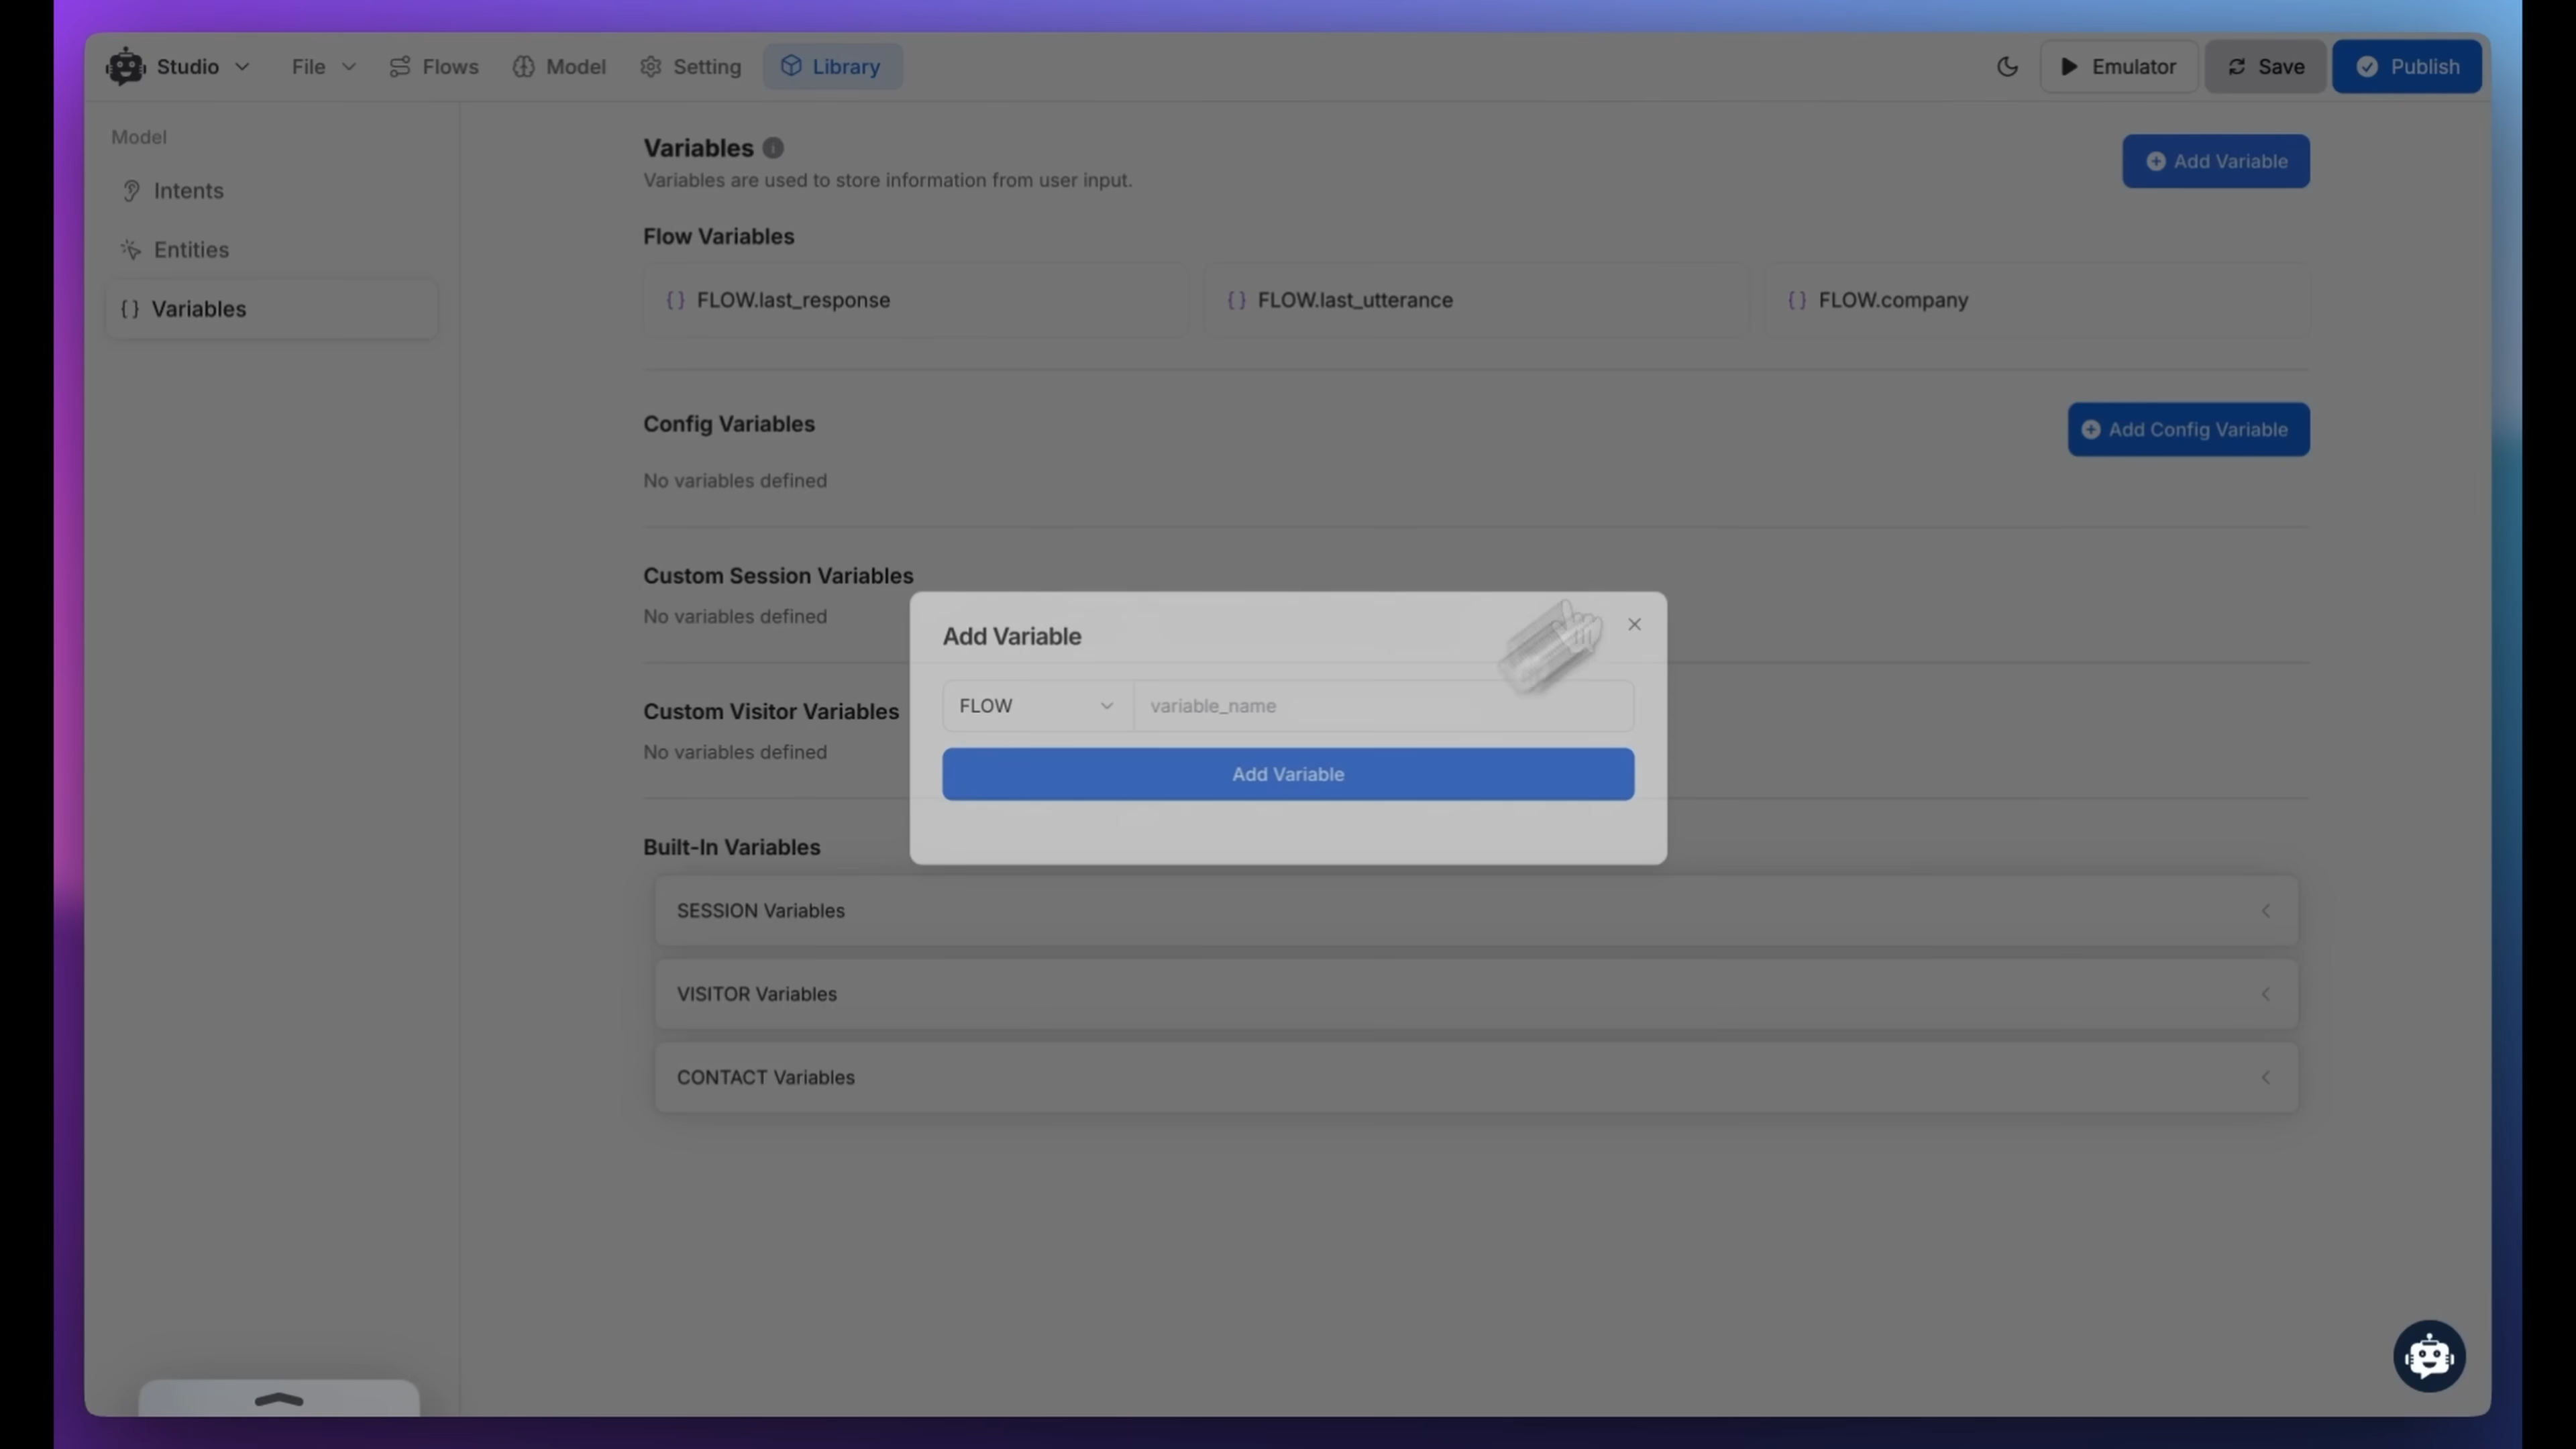 Studio
File
Flows
Model
Setting
Library
Emulator
Save
Publish
Model
Intents
Entities
Variables
Variables
Variables are used to store information from user input.
Add Variable
Flow Variables
FLOW.last_response
FLOW.last_utterance
FLOW.company
Config Variables
Add Config Variable
No variables defined
Custom Session Variables
No variables defined
Custom Visitor Variables
No variables defined
Add Variable
FLOW
variable_name
Add Variable
Built-In Variables
SESSION Variables
VISITOR Variables
CONTACT Variables